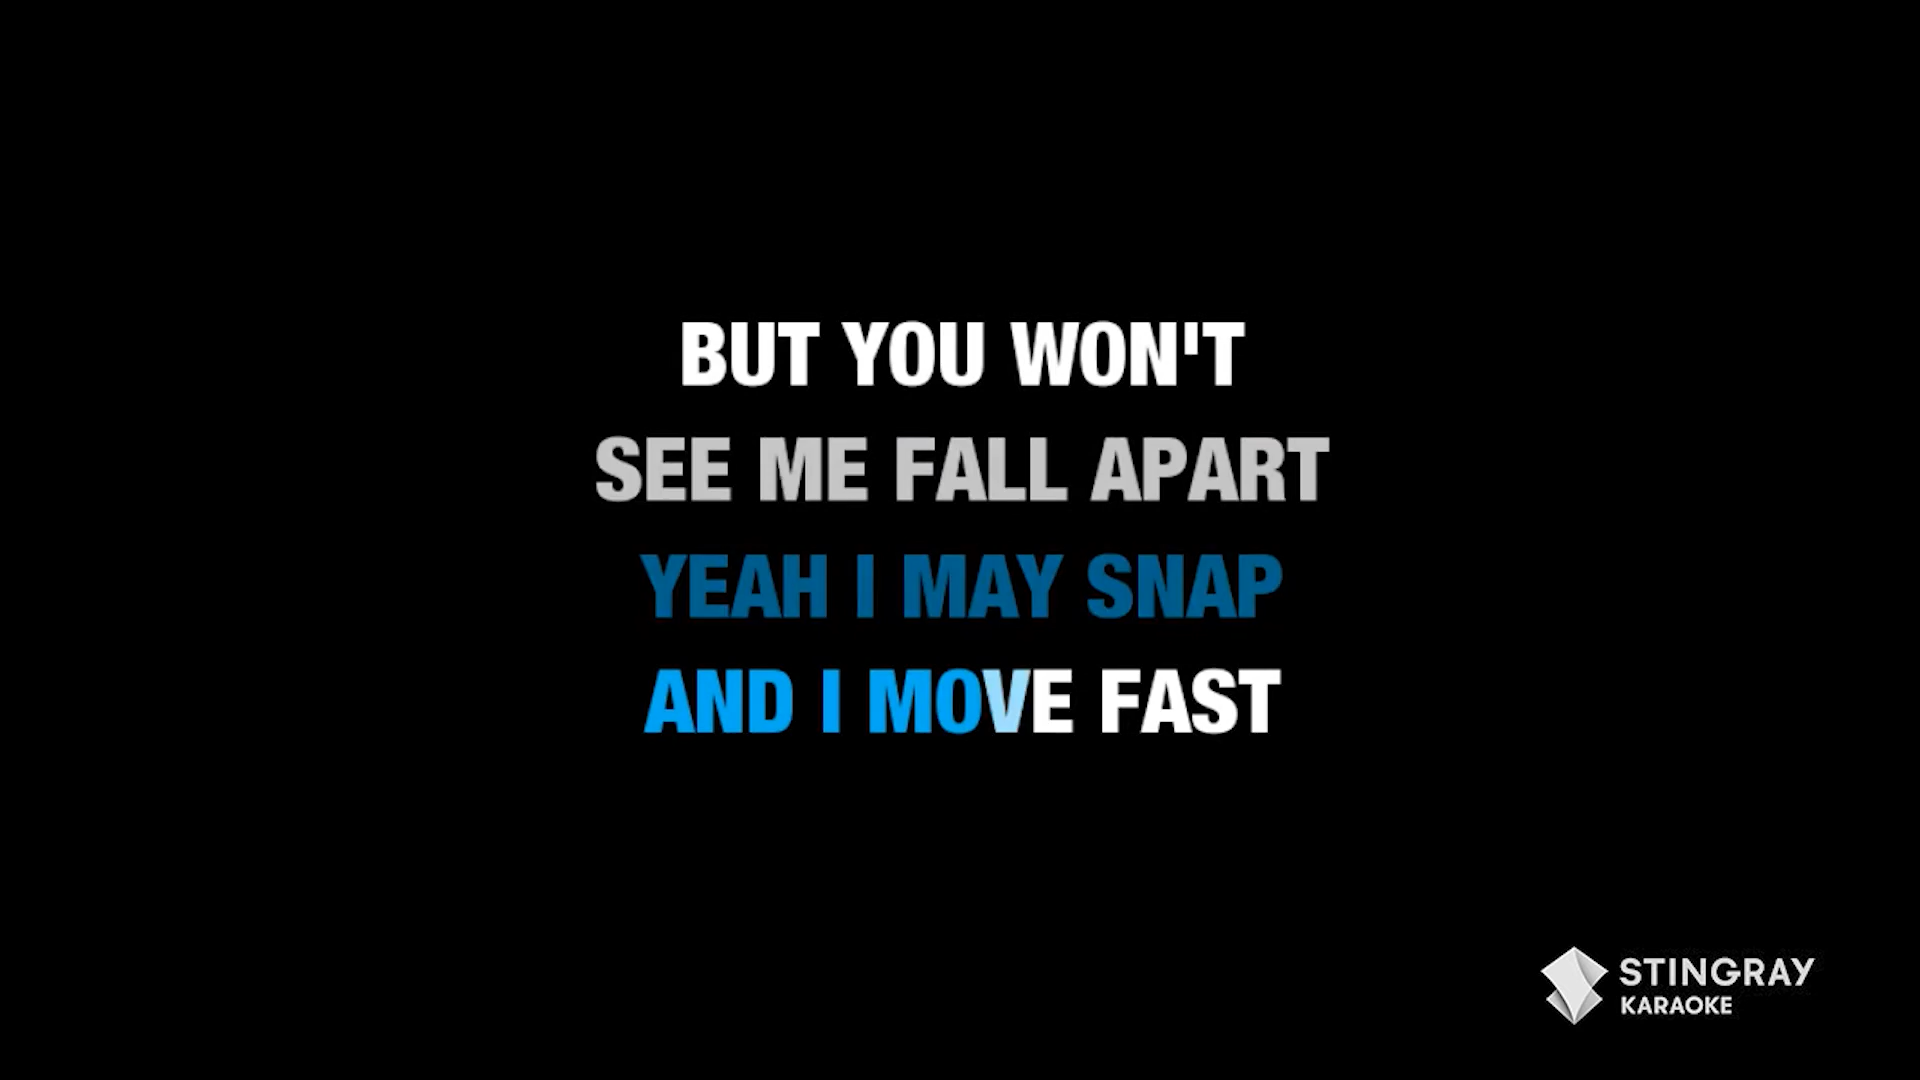 BUT YOU WON'T
SEE ME FALL APART
YEAH I MAY SNAP
AND I MOVE FAST
STINGRAY
KARAOKE